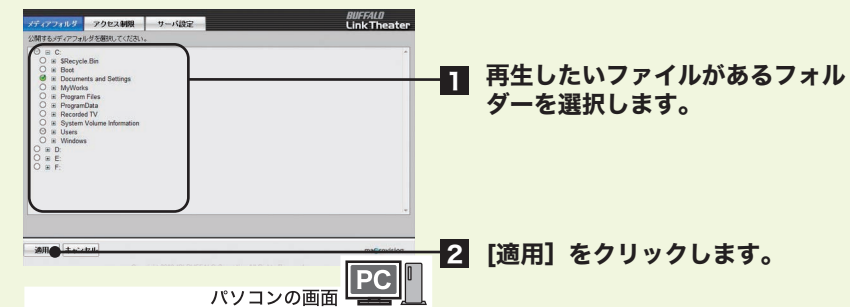 メディアフォルダ アクセス制限 サーバ設定
BUFFALO
LinkTheater
公開するメディアフォルダを選択してください。
C:
$Recycle.Bin
Boot
Documents and Settings
MyWorks
Program Files
ProgramData
Recorded TV
System Volume Information
Users
Windows
D:
E:
F:
1 再生したいファイルがあるフォル
ダーを選択します。
適用 キャンセル
2 [適用] をクリックします。
パソコンの画面
PC